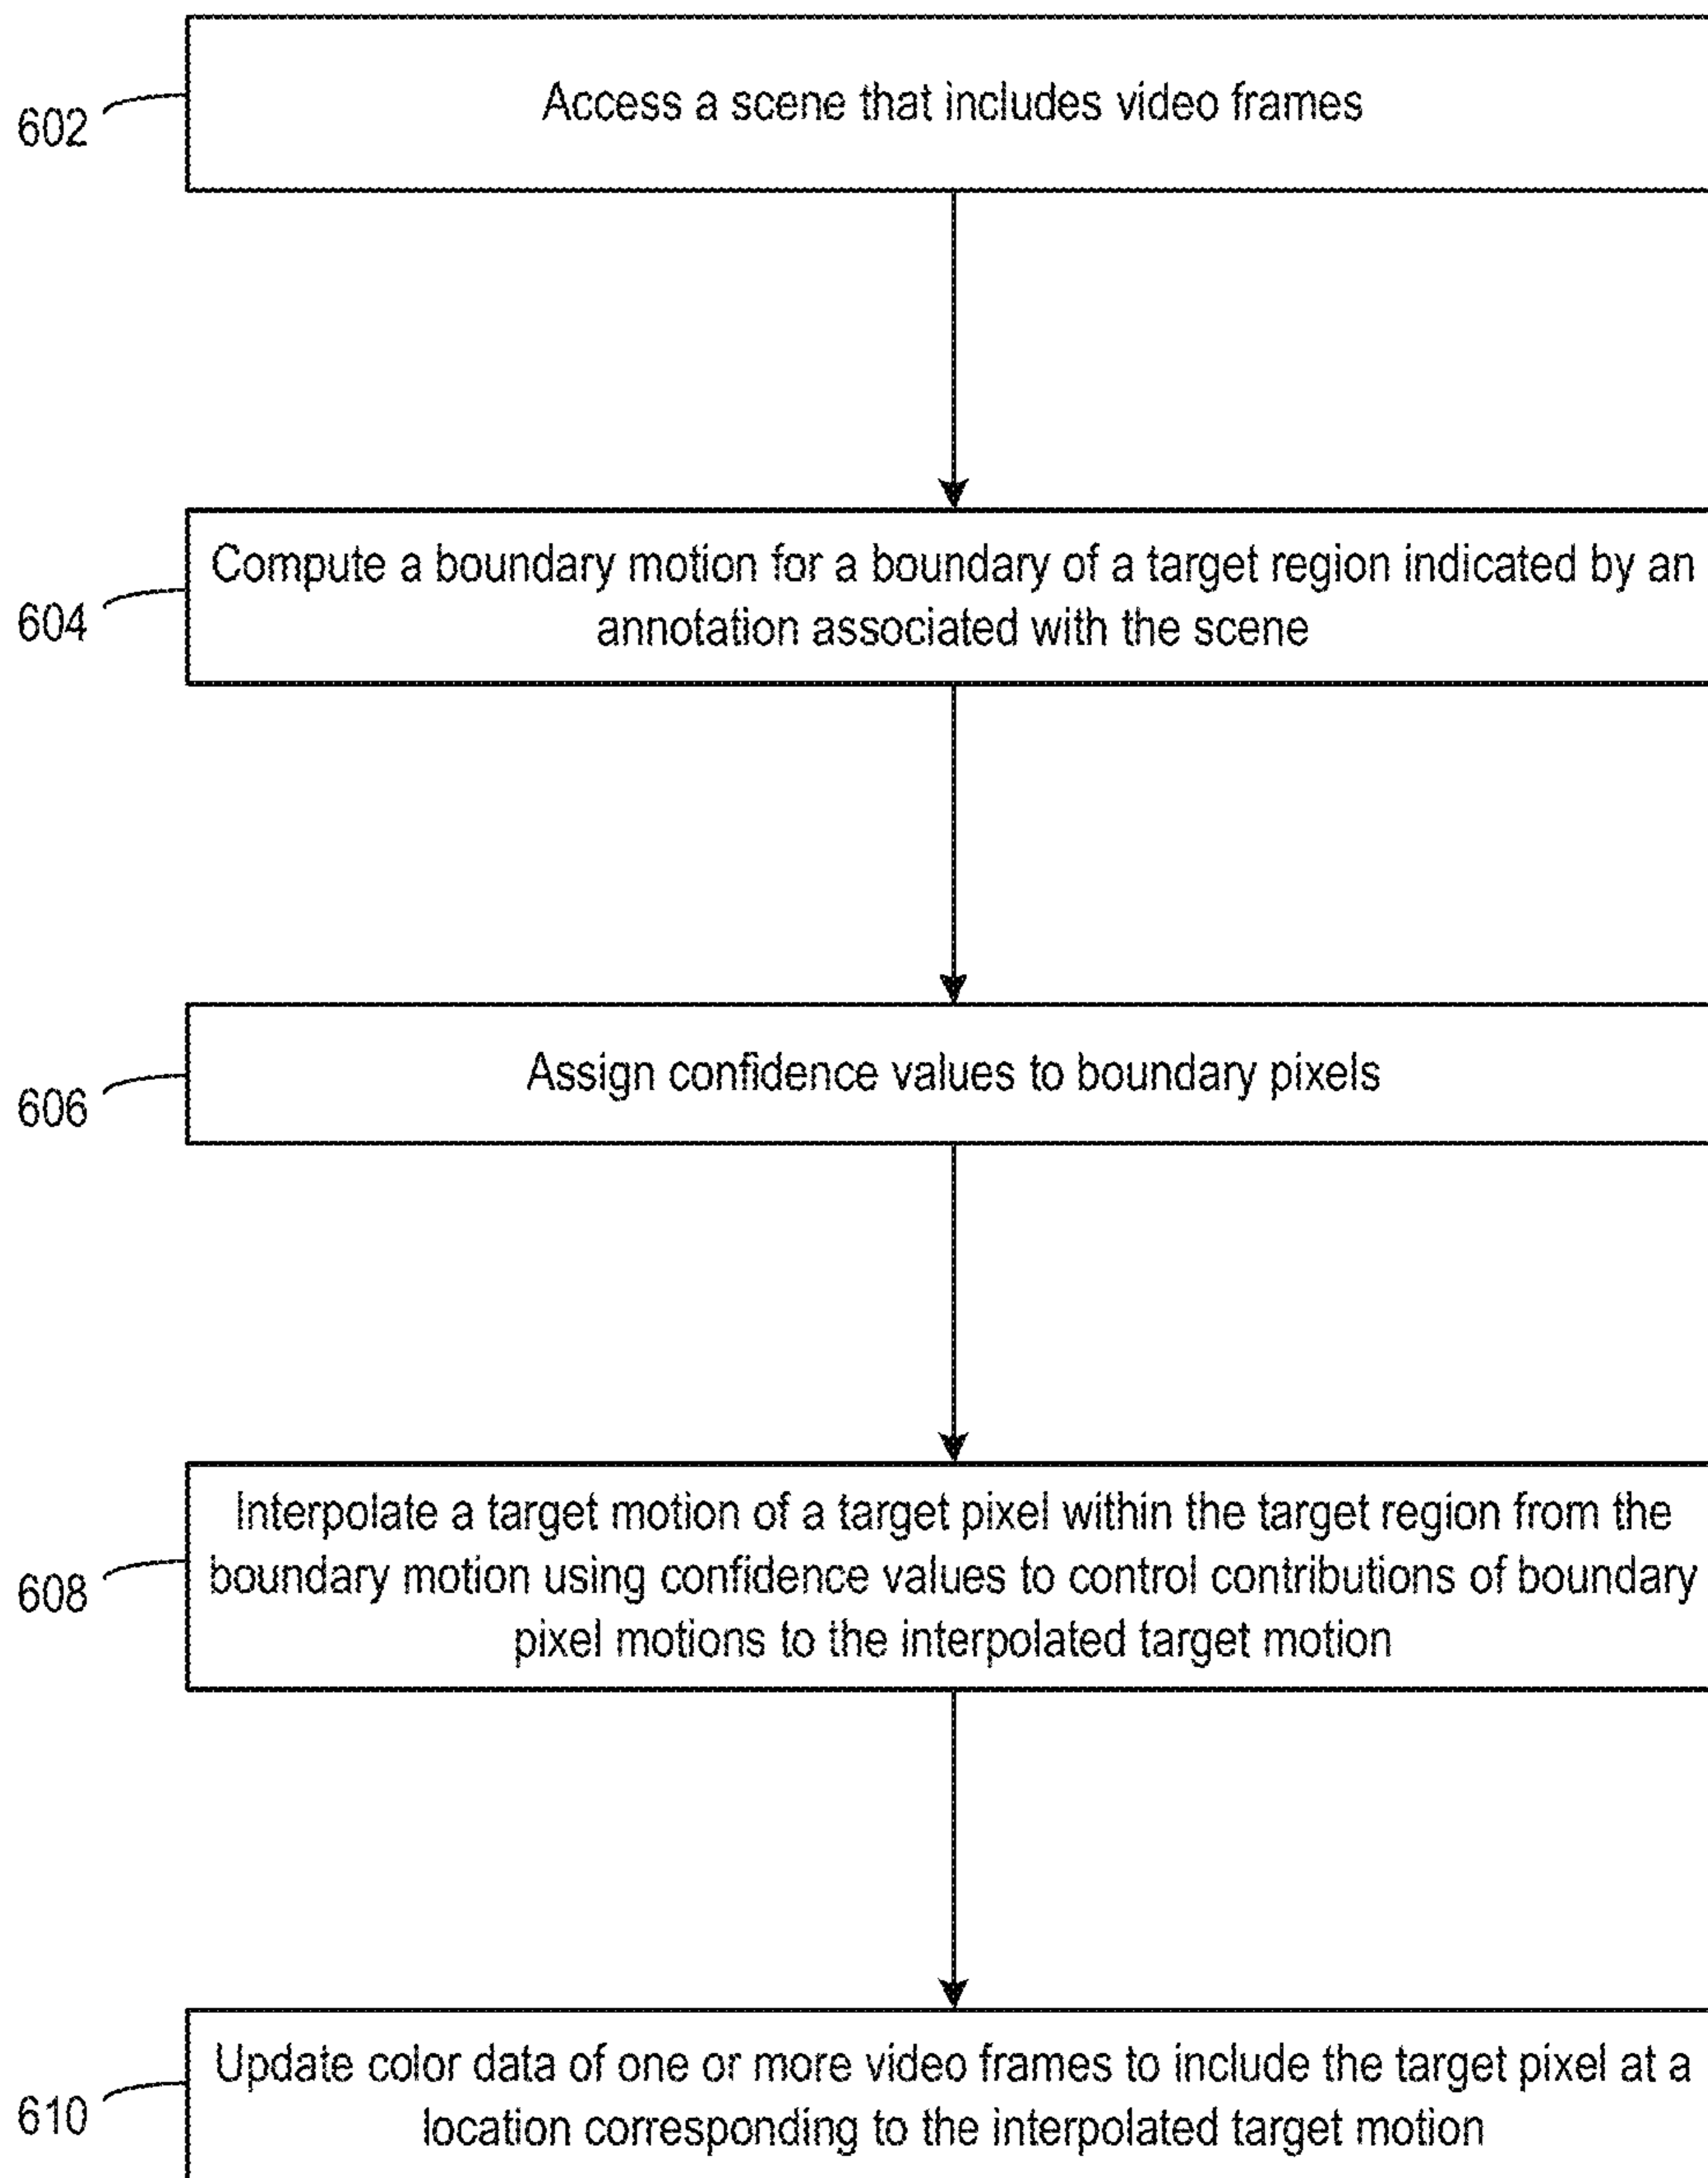 602
Access a scene that includes video frames
604
Compute a boundary motion for a boundary of a target region indicated by an
annotation associated with the scene
606
Assign confidence values to boundary pixels
608
Interpolate a target motion of a target pixel within the target region from the
boundary motion using confidence values to control contributions of boundary
pixel motions to the interpolated target motion
610
Update color data of one or more video frames to include the target pixel at a
location corresponding to the interpolated target motion